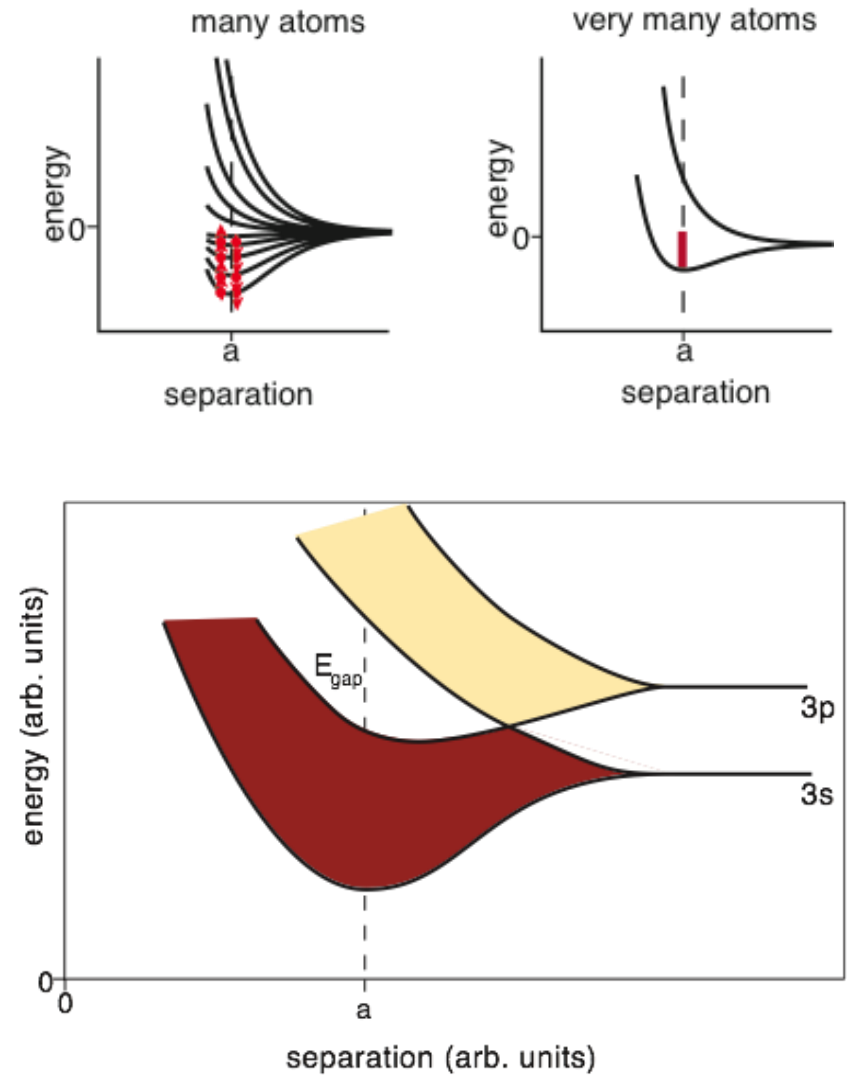 many atoms
very many atoms
energy
0
a
separation
energy
0
a
separation
energy (arb. units)
E gap
3p
3s
0
0
a
separation (arb. units)